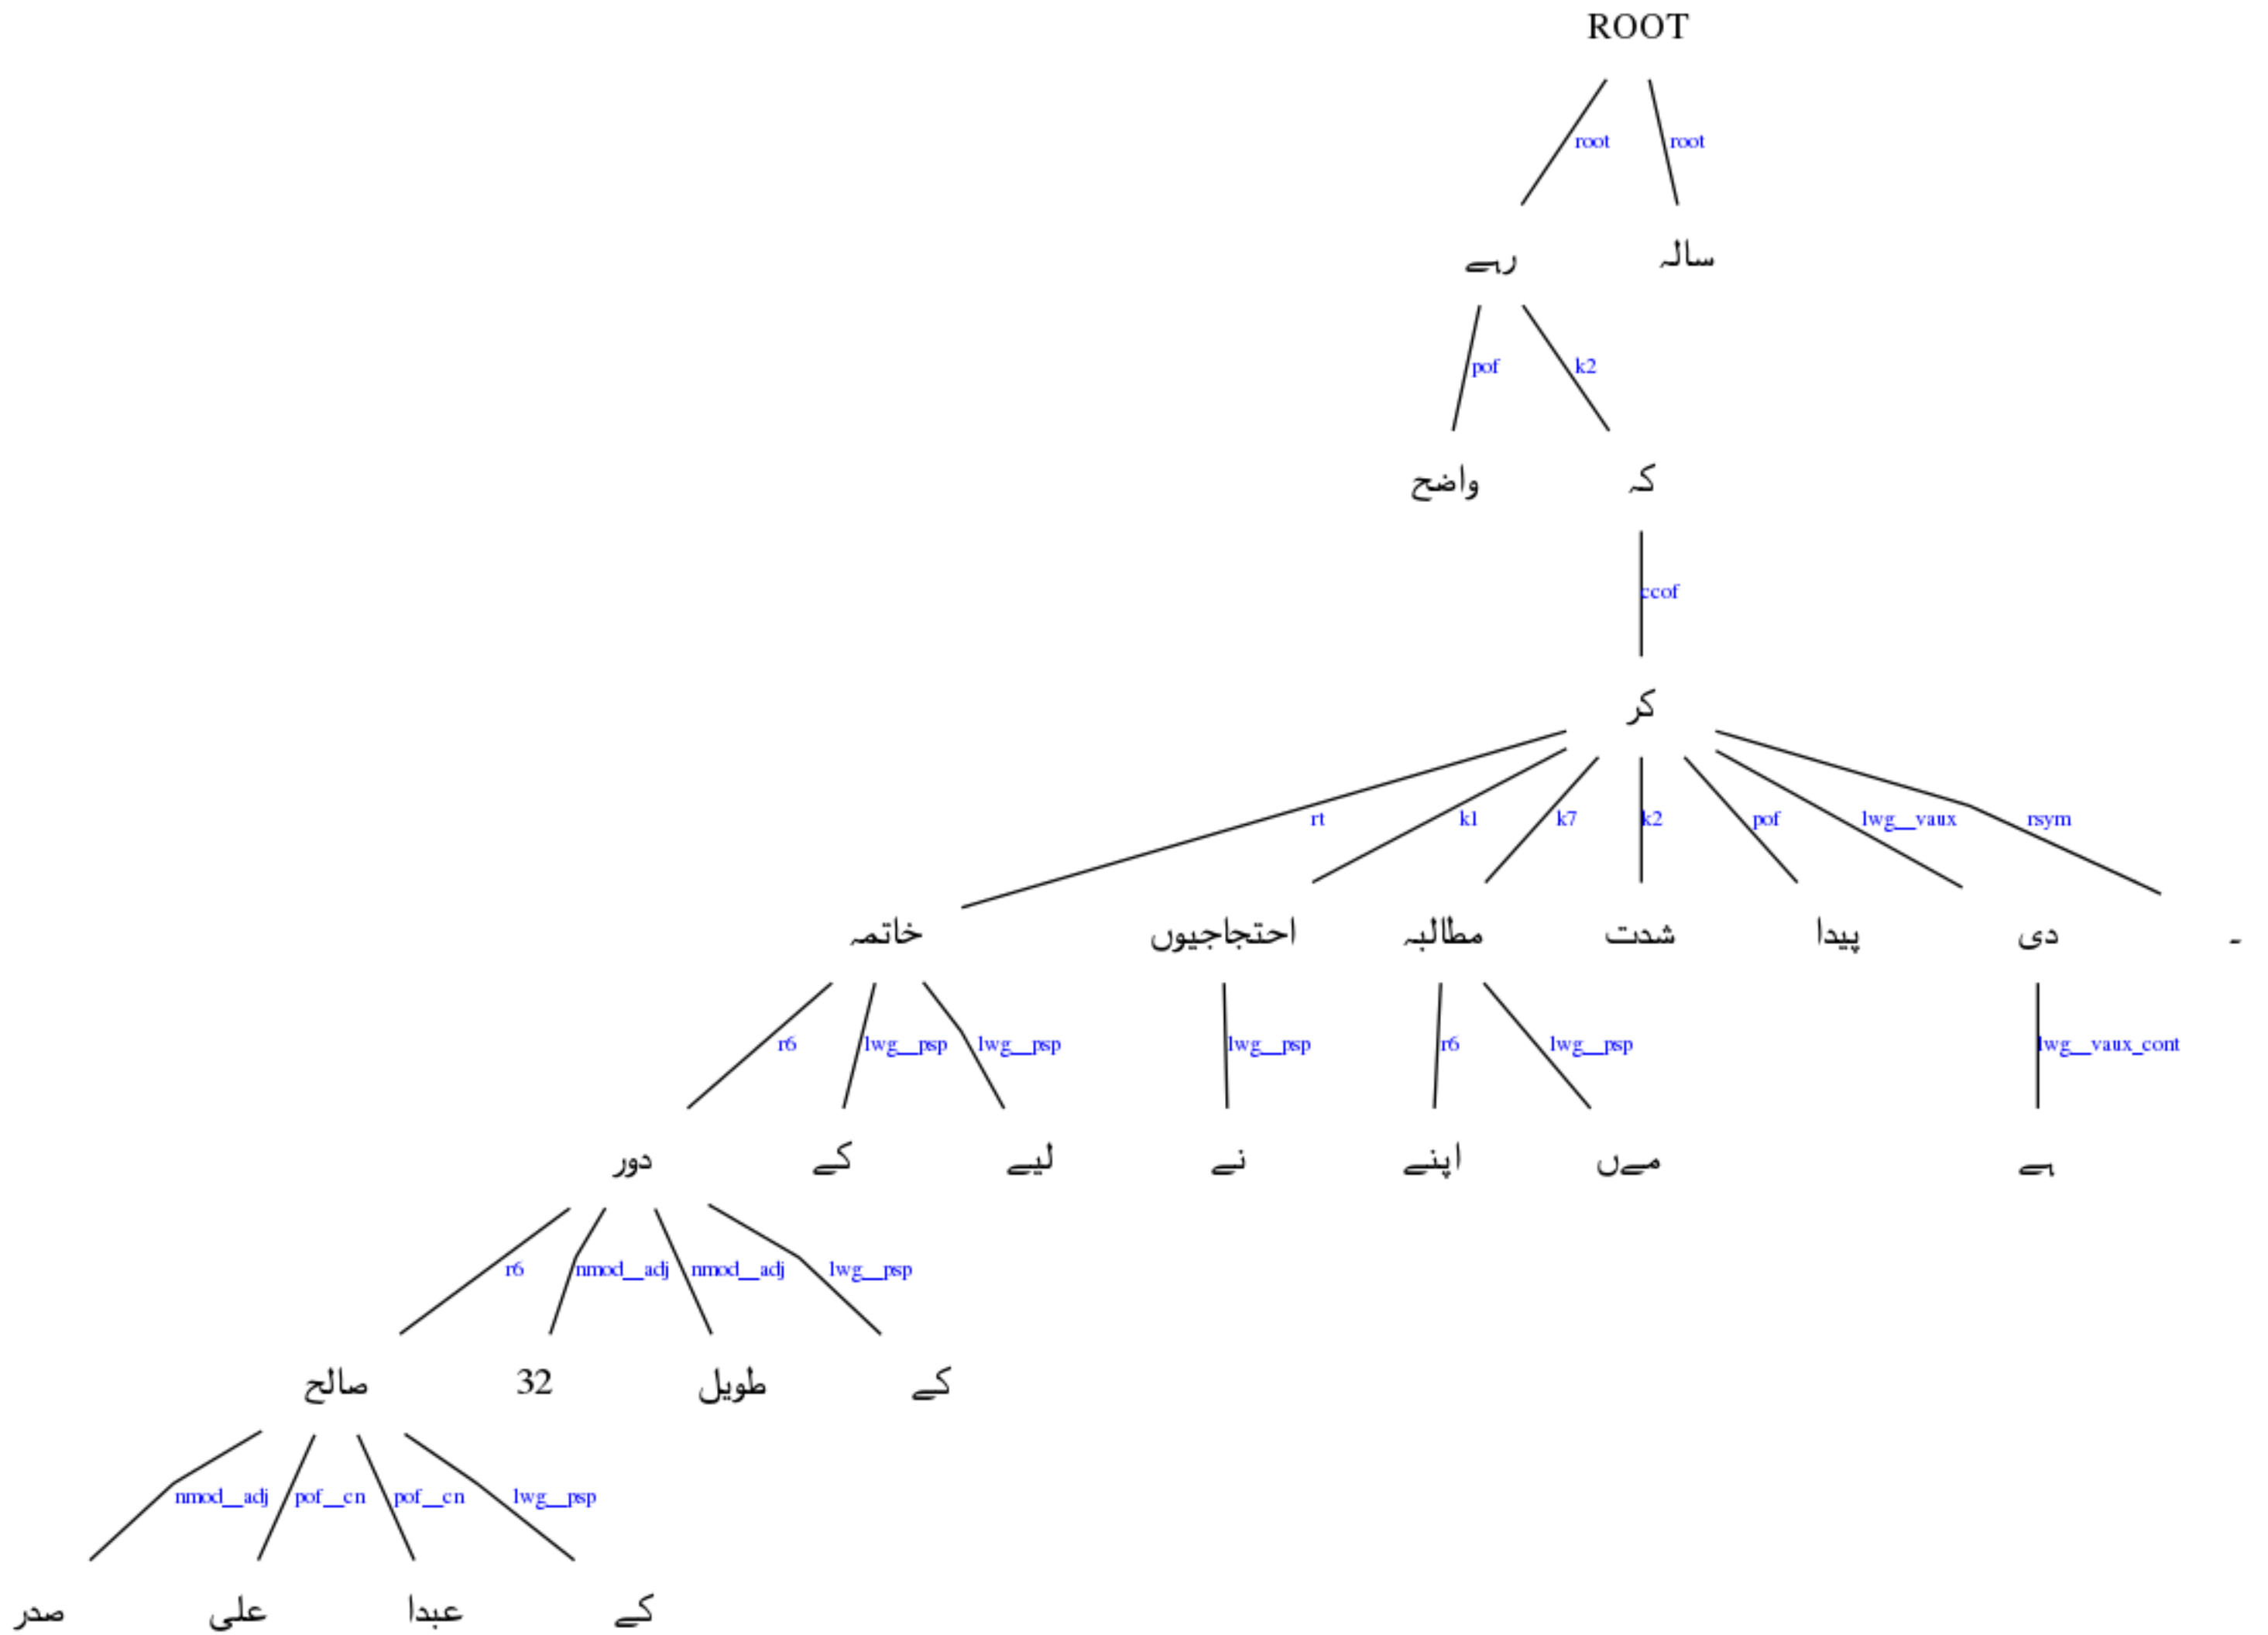 ROOT
root root
رہے سالہ
pof k2
واضح کہ
ccof
کر
rt k1 k7 k2 pof lwg__vaux rsym
خاتمہ احتجاجیوں مطالبہ شدت پیدا دی ۔
r6 lwg__psp lwg__psp lwg__psp r6 lwg__psp lwg__vaux_cont
دور کے لیے نے اپنے مےں ہے
r6 nmod__adj nmod__adj lwg__psp
صالح 32 طویل کے
nmod__adj pof__cn pof__cn lwg__psp
صدر علی عبدا کے